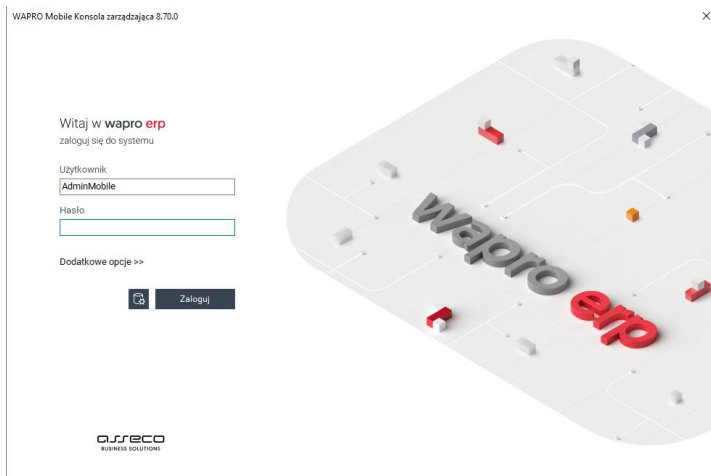 WAPRO Mobile Konsola zarządzająca 8.70.0
Witaj w wapro erp
zaloguj się do systemu
Użytkownik
AdminMobile
Hasło
Dodatkowe opcje >>
Zaloguj
asseco
BUSINESS SOLUTIONS
wapro erp